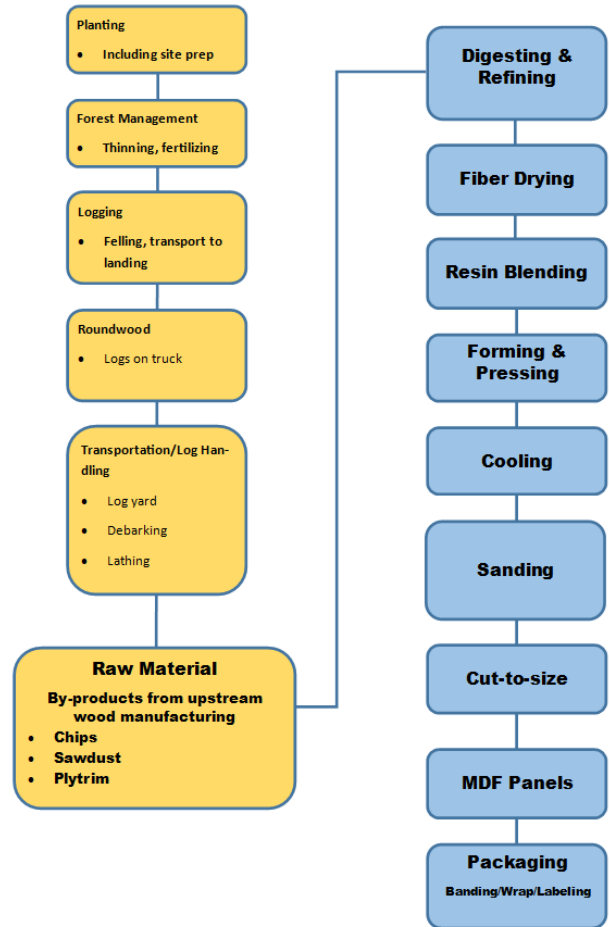 Planting
• Including site prep
Forest Management
• Thinning, fertilizing
Logging
• Felling, transport to
landing
Roundwood
• Logs on truck
Transportation/Log Han-
dling
• Log yard
• Debarking
• Lathing
Raw Material
By-products from upstream
wood manufacturing
• Chips
• Sawdust
• Plytrim
Digesting &
Refining
Fiber Drying
Resin Blending
Forming &
Pressing
Cooling
Sanding
Cut-to-size
MDF Panels
Packaging
Banding/Wrap/Labeling